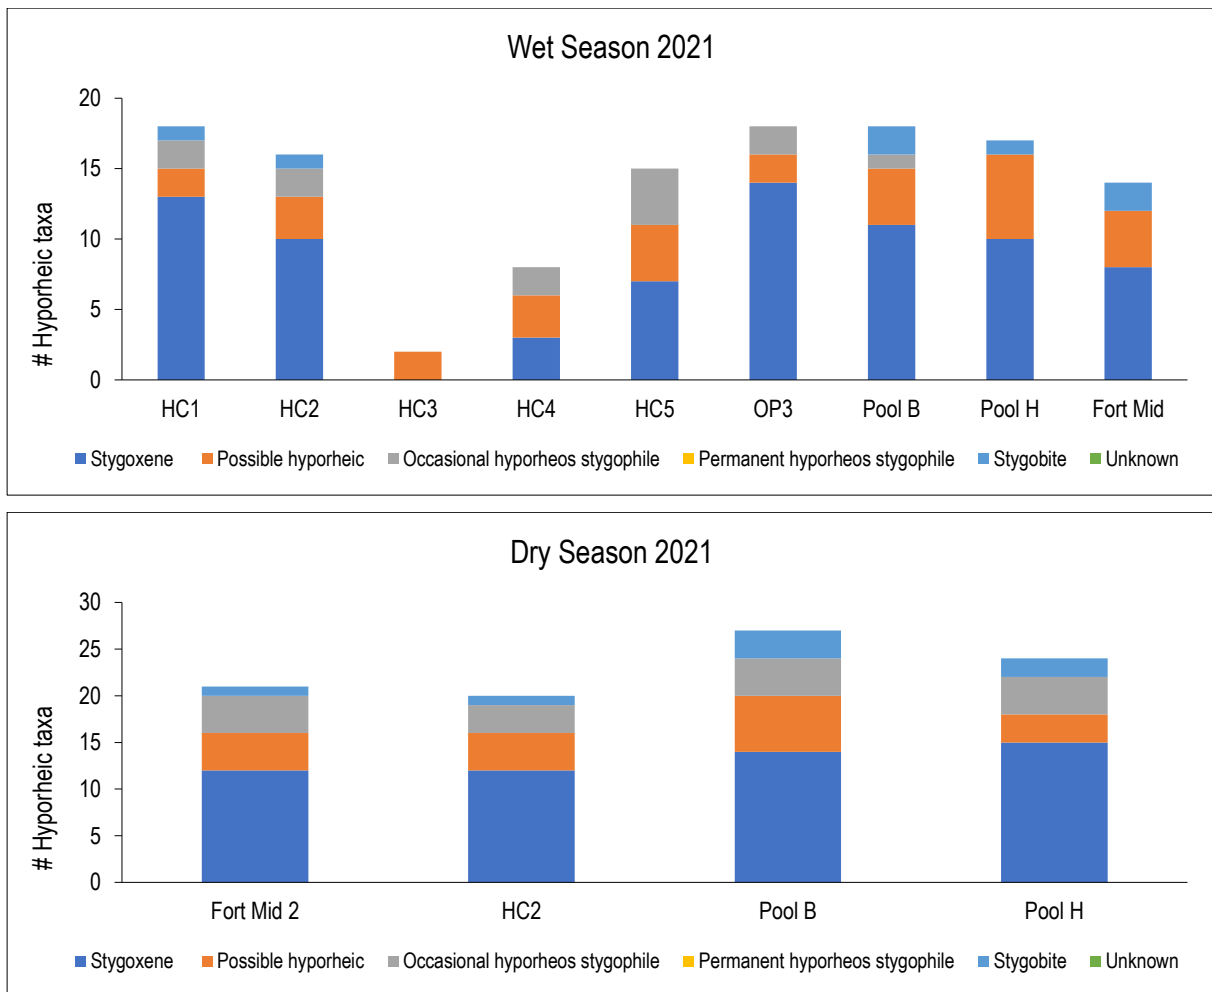 Wet Season 2021
# Hyporheic taxa
20
15
10
5
0
HC1 HC2 HC3 HC4 HC5 OP3 Pool B Pool H Fort Mid
Stygoxene Possible hyporheic Occasional hyporheos stygophile Permanent hyporheos stygophile Stygobite Unknown
Dry Season 2021
# Hyporheic taxa
30
25
20
15
10
5
0
Fort Mid 2 HC2 Pool B Pool H
Stygoxene Possible hyporheic Occasional hyporheos stygophile Permanent hyporheos stygophile Stygobite Unknown